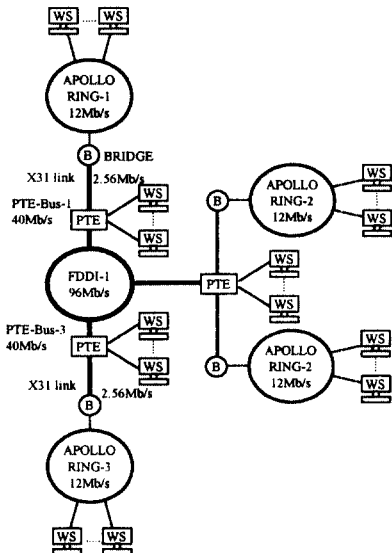 WS ...... WS
APOLLO
RING-1
12Mb/s
B BRIDGE
X31 link 2.56Mb/s
PTE-Bus-1
40Mb/s
PTE
WS
WS
FDDI-1
96Mb/s
PTE-Bus-3
40Mb/s
PTE
WS
WS
X31 link 2.56Mb/s
B
APOLLO
RING-3
12Mb/s
WS ...... WS
B
APOLLO
RING-2
12Mb/s
WS
WS
PTE
WS
WS
B
APOLLO
RING-2
12Mb/s
WS
WS